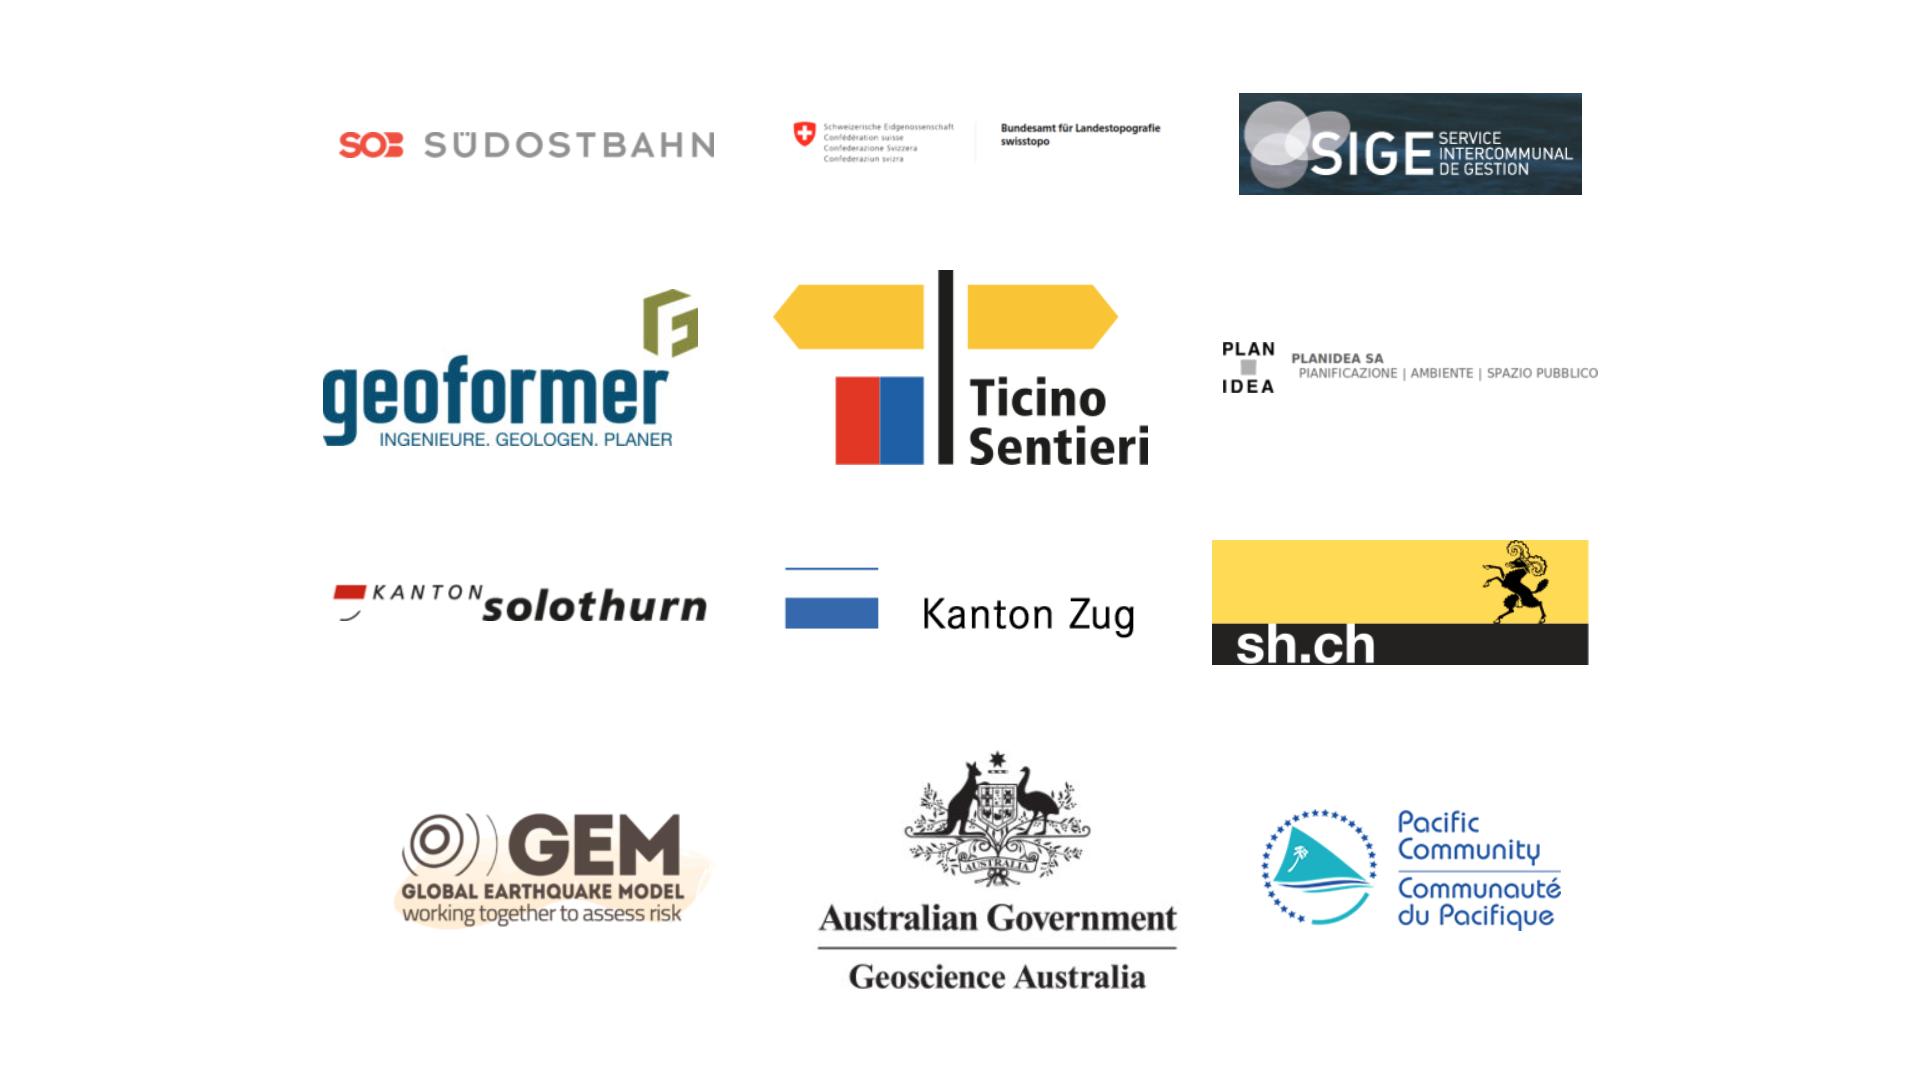 SOB SÜDOSTBAHN
Schweizerische Eidgenossenschaft
Confédération suisse
Confederazione Svizzera
Confederaziun svizra
Bundesamt für Landestopografie
swisstopo
SIGE
SERVICE
INTERCOMMUNAL
DE GESTION
geoformer
INGENIEURE. GEOLOGEN. PLANER
Ticino
Sentieri
PLAN
IDEA
PLANIDEA SA
PIANIFICAZIONE | AMBIENTE | SPAZIO PUBBLICO
KANTON solothurn
Kanton Zug
sh.ch
GEM
GLOBAL EARTHQUAKE MODEL
working together to assess risk
AUSTRALIA
Australian Government
Geoscience Australia
Pacific
Community
Communauté
du Pacifique